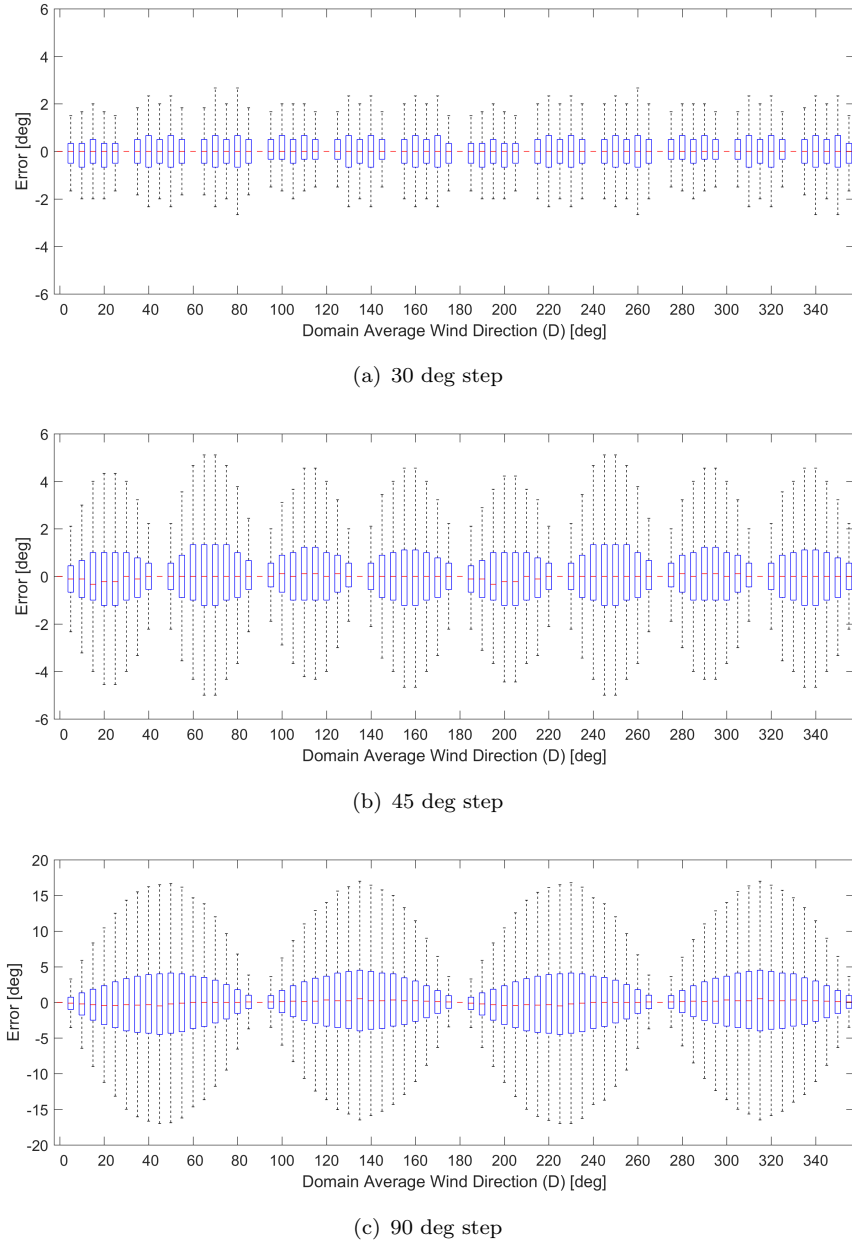 6
4
2
0
-2
-4
-6
Error [deg]
0 20 40 60 80 100 120 140 160 180 200 220 240 260 280 300 320 340
Domain Average Wind Direction (D) [deg]
(a) 30 deg step
6
4
2
0
-2
-4
-6
Error [deg]
0 20 40 60 80 100 120 140 160 180 200 220 240 260 280 300 320 340
Domain Average Wind Direction (D) [deg]
(b) 45 deg step
20
15
10
5
0
-5
-10
-15
-20
Error [deg]
0 20 40 60 80 100 120 140 160 180 200 220 240 260 280 300 320 340
Domain Average Wind Direction (D) [deg]
(c) 90 deg step